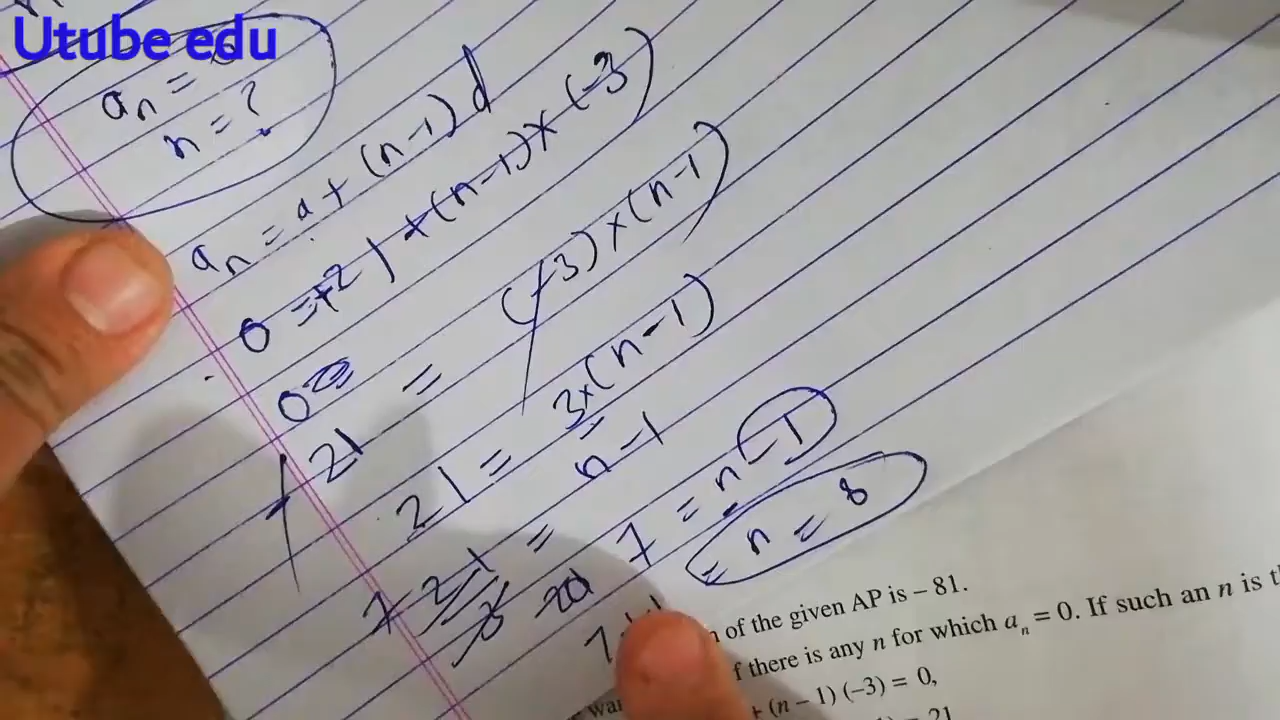 Utube edu
aₙ = 0
n = ?
aₙ = a + (n-1) d
0 = +21 + (n-1) × (-3)
0
-21 = (-3) × (n-1)
21 = 3×(n-1)
7 21/3 = n-1
7 = n-1
= n = 8
of the given AP is – 81.
f there is any n for which aₙ = 0. If such an n is
+ (n – 1) (–3) = 0,
21